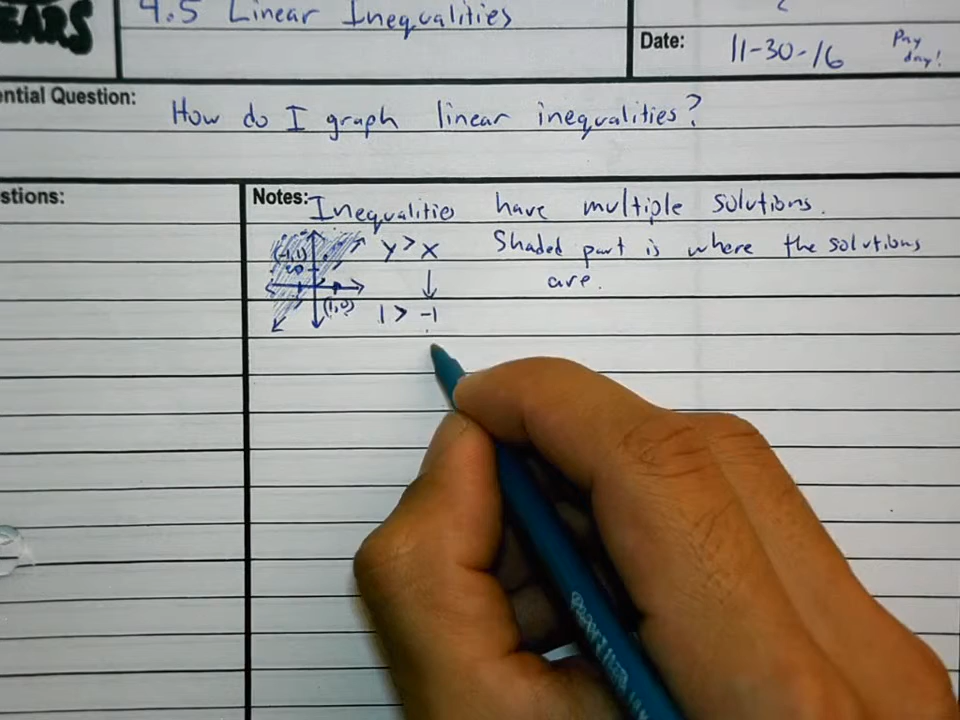 EARS
4.5 Linear Inequalities
Date: 11-30-16 Pay day!
ential Question:
How do I graph linear inequalities?
stions:
Notes: Inequalities have multiple solutions.
(-1,1) y > x Shaded part is where the solutions
are.
(1,0) 1 > -1